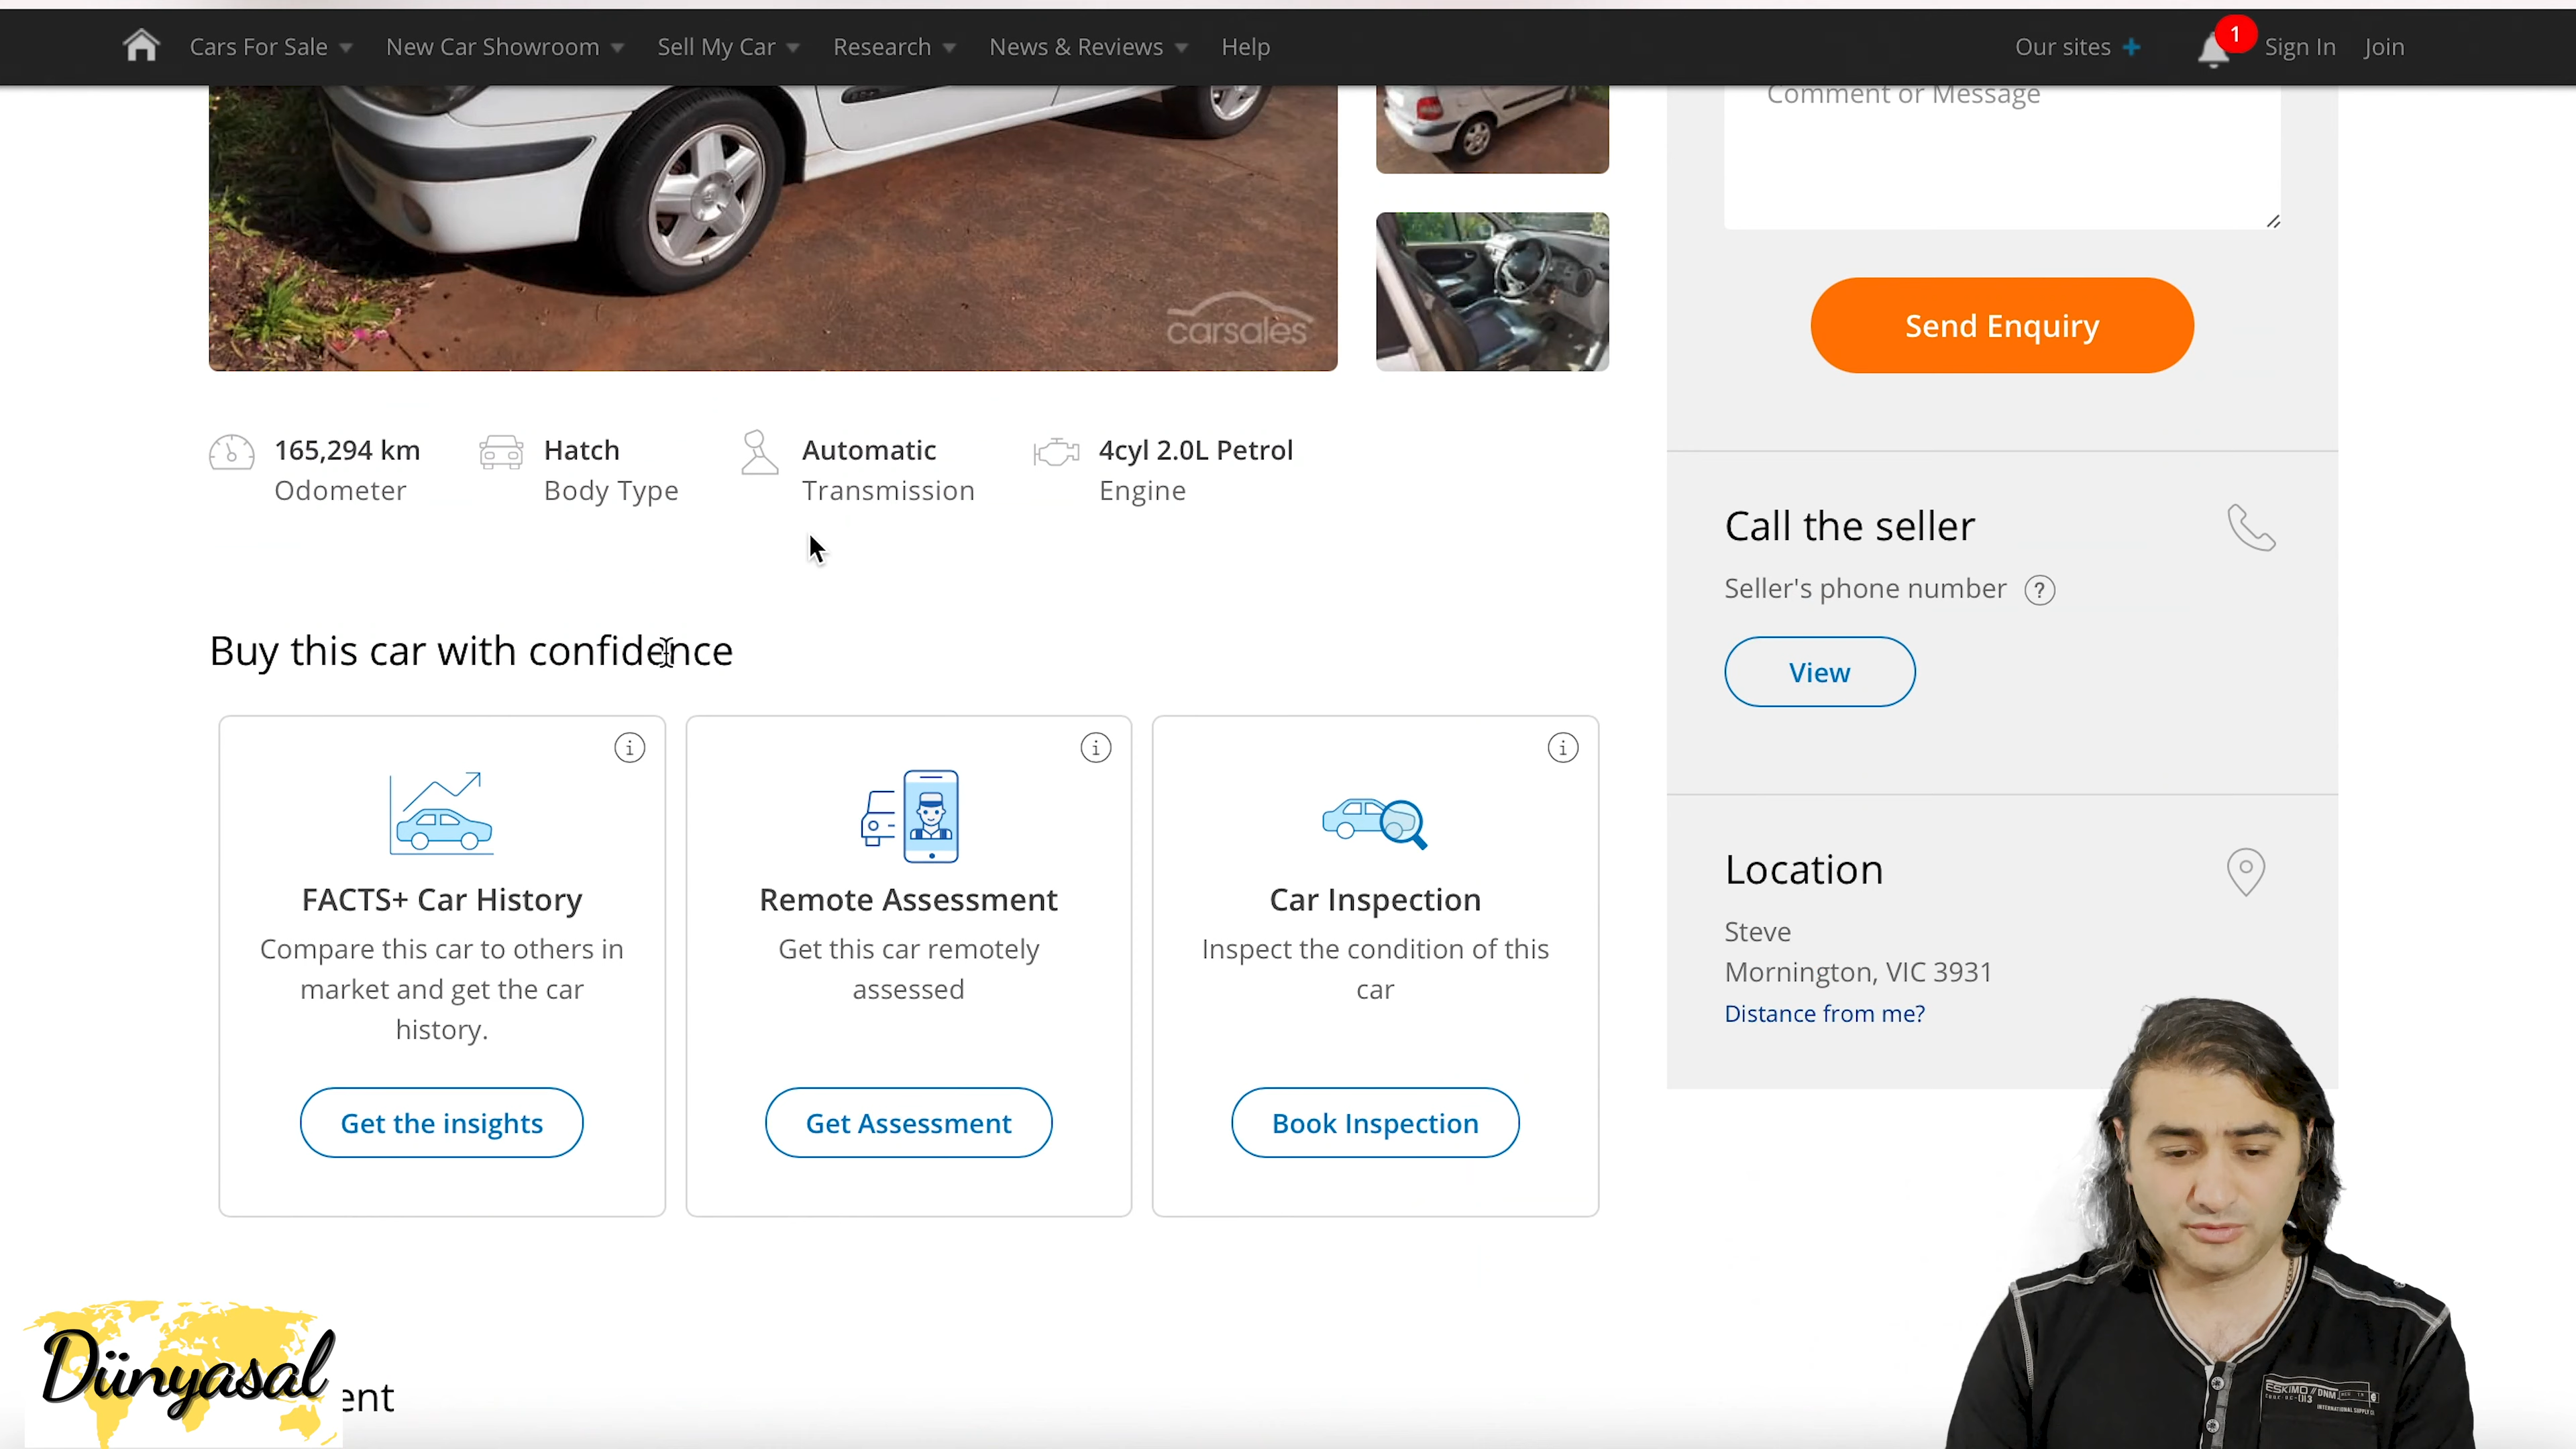 Cars For Sale
New Car Showroom
Sell My Car
Research
News & Reviews
Help
Our sites +
1
Sign In
Join
Comment or Message
carsales
Send Enquiry
165,294 km
Odometer
Hatch
Body Type
Automatic
Transmission
4cyl 2.0L Petrol
Engine
Call the seller
Seller's phone number ?
View
Buy this car with confidence
FACTS+ Car History
Compare this car to others in
market and get the car
history.
Get the insights
Remote Assessment
Get this car remotely
assessed
Get Assessment
Car Inspection
Inspect the condition of this
car
Book Inspection
Location
Steve
Mornington, VIC 3931
Distance from me?
Dünyasal
ent
ESKIMO // DNM